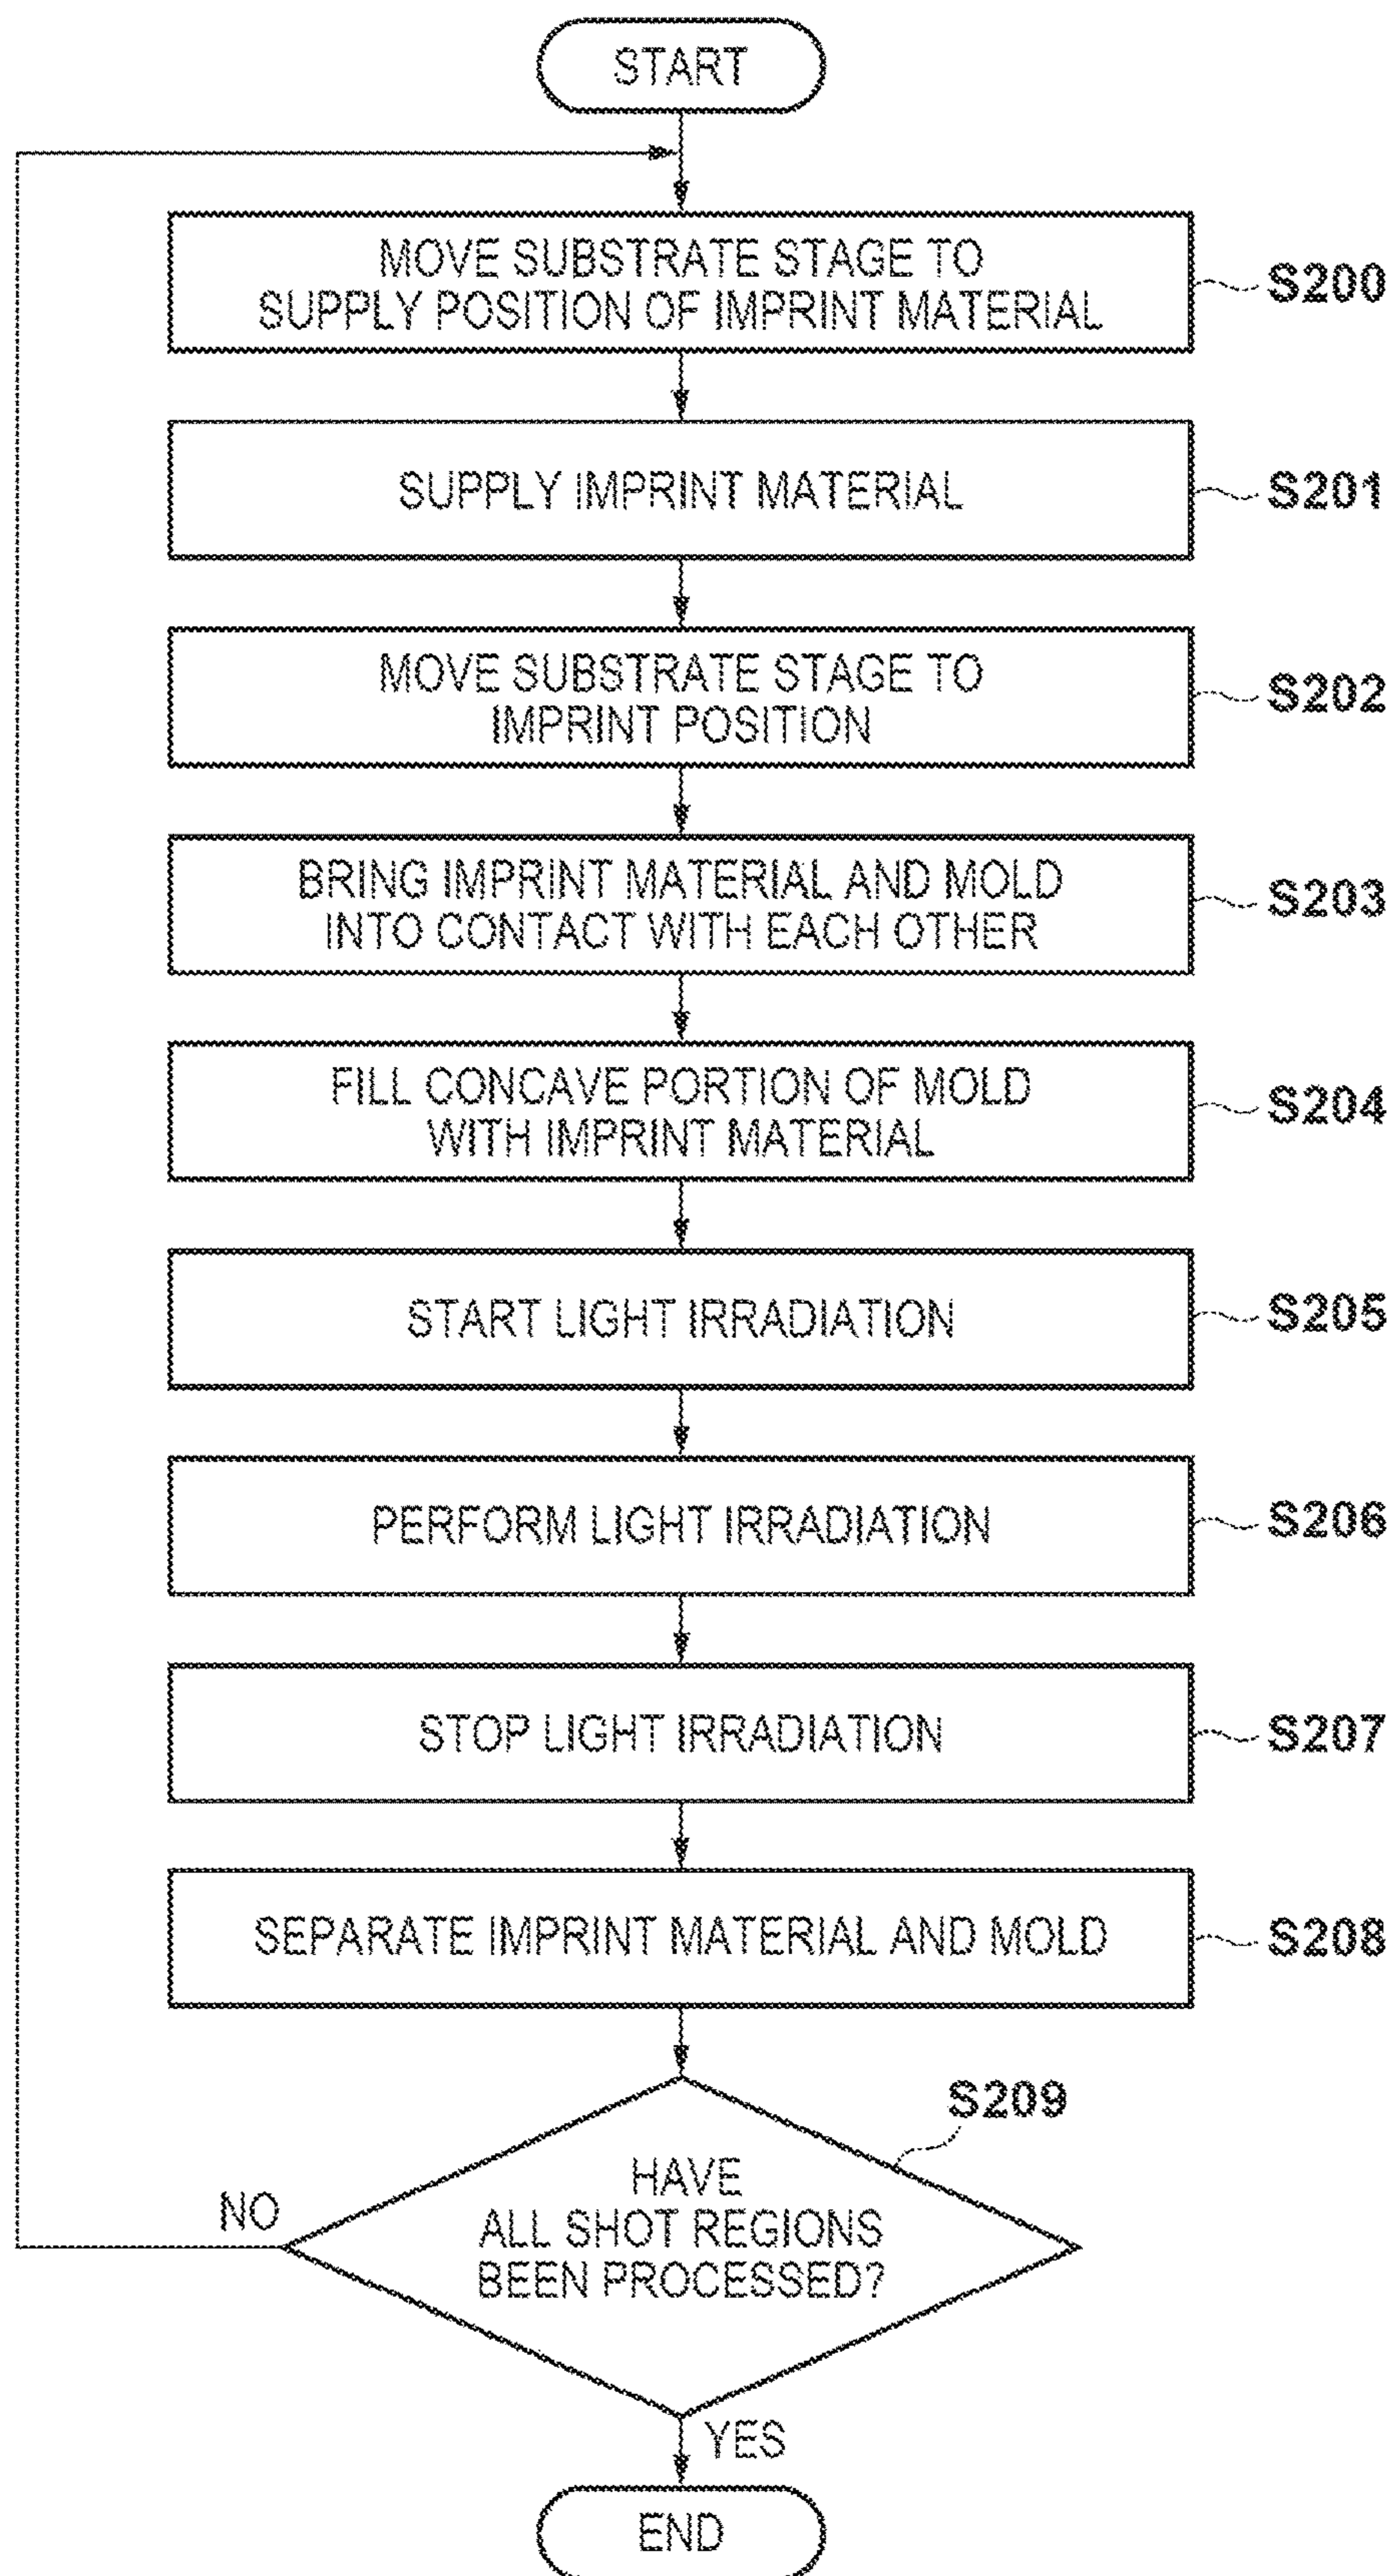 START
MOVE SUBSTRATE STAGE TO
SUPPLY POSITION OF IMPRINT MATERIAL
S200
SUPPLY IMPRINT MATERIAL
S201
MOVE SUBSTRATE STAGE TO
IMPRINT POSITION
S202
BRING IMPRINT MATERIAL AND MOLD
INTO CONTACT WITH EACH OTHER
S203
FILL CONCAVE PORTION OF MOLD
WITH IMPRINT MATERIAL
S204
START LIGHT IRRADIATION
S205
PERFORM LIGHT IRRADIATION
S206
STOP LIGHT IRRADIATION
S207
SEPARATE IMPRINT MATERIAL AND MOLD
S208
S209
HAVE
ALL SHOT REGIONS
BEEN PROCESSED?
NO
YES
END